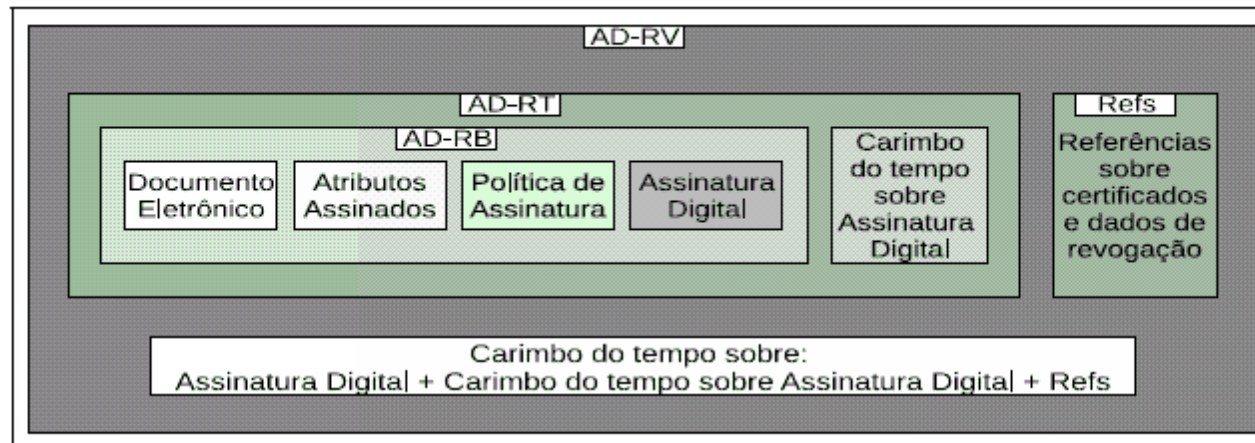 AD-RV
AD-RT
Refs
AD-RB
Documento
Eletrônico
Atributos
Assinados
Política de
Assinatura
Assinatura
Digital
Carimbo
do tempo
sobre
Assinatura
Digital
Referências
sobre
certificados
e dados de
revogação
Carimbo do tempo sobre:
Assinatura Digital + Carimbo do tempo sobre Assinatura Digital + Refs